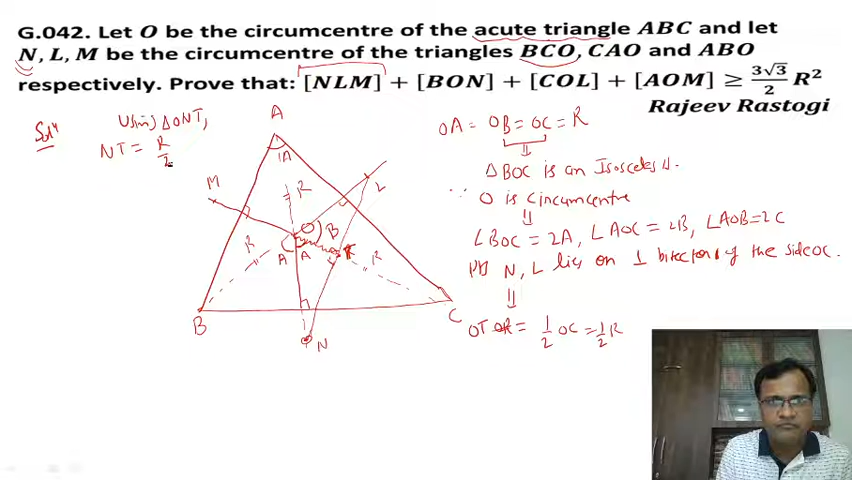 G.042. Let O be the circumcentre of the acute triangle ABC and let
N, L, M be the circumcentre of the triangles BCO, CAO and ABO
respectively. Prove that: [NLM] + [BON] + [COL] + [AOM] ≥ 3√3/2 R²
Rajeev Rastogi
Solⁿ
Using ΔONT,
NT = R/2
OA = OB = OC = R
⇓
ΔBOC is an Isosceles Δ.
∵ O is circumcentre
⇓
∠BOC = 2A, ∠AOC = 2B, ∠AOB = 2C
N, L lies on ⊥ bisector of the side OC.
⇓
OT = 1/2 OC = 1/2 R
A
A
M
R
L
O
B
R
C
A
A
R
B
C
N